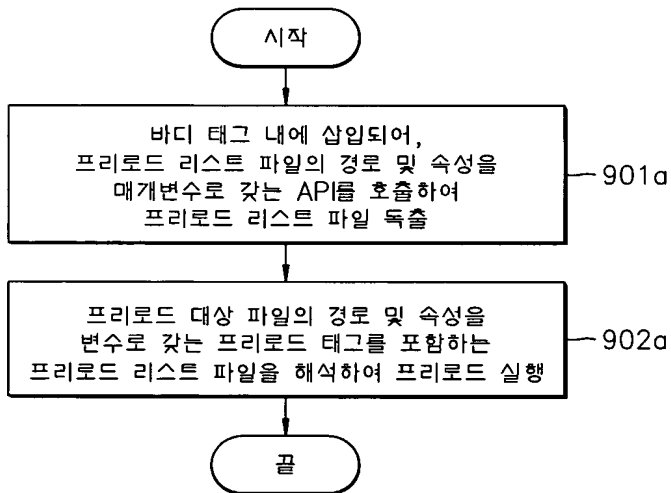 시작
바디 태그 내에 삽입되어,
프리로드 리스트 파일의 경로 및 속성을
매개변수로 갖는 API를 호출하여
프리로드 리스트 파일 독출
901a
프리로드 대상 파일의 경로 및 속성을
변수로 갖는 프리로드 태그를 포함하는
프리로드 리스트 파일을 해석하여 프리로드 실행
902a
끝